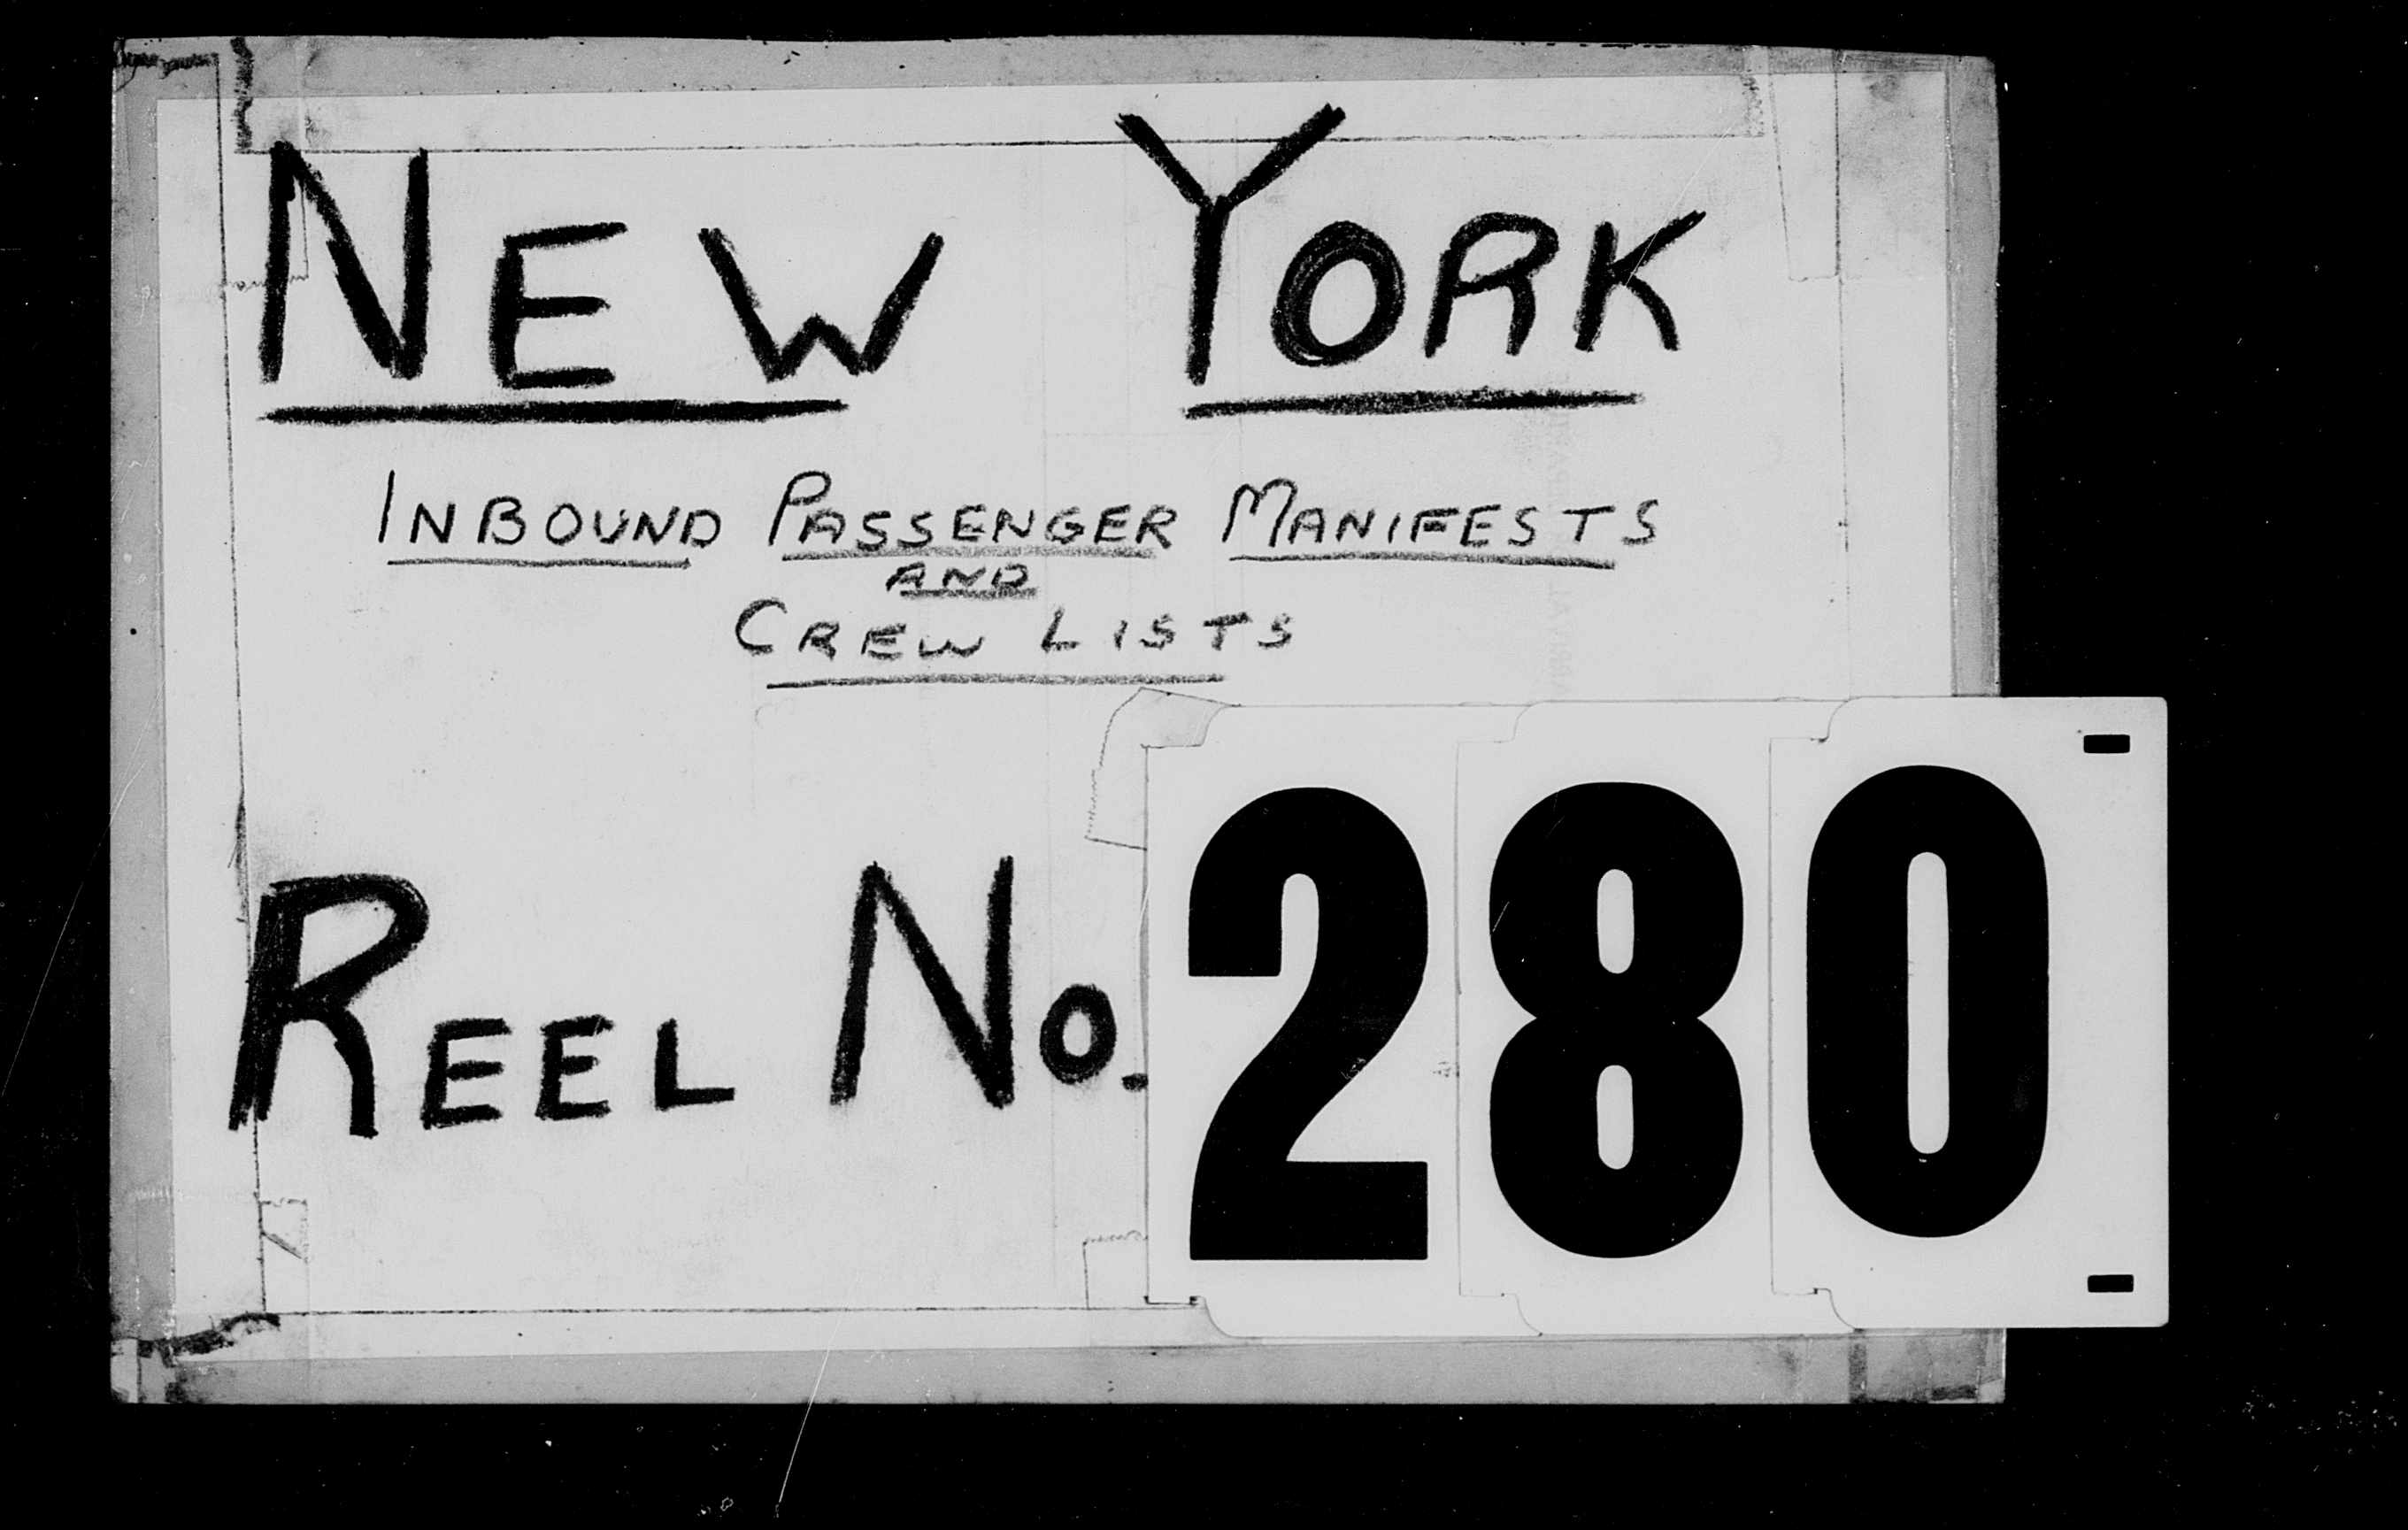 NEW YORK
INBOUND PASSENGER MANIFESTS
AND
CREW LISTS
REEL No. 280